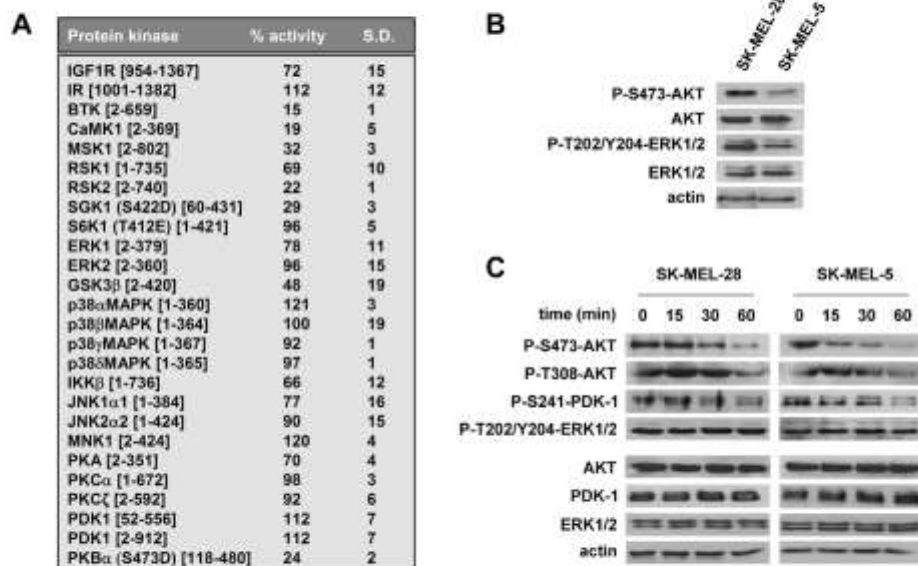 A
Protein kinase % activity S.D.
IGF1R [954-1367] 72 15
IR [1001-1382] 112 12
BTK [2-659] 15 1
CaMK1 [2-369] 19 5
MSK1 [2-802] 32 3
RSK1 [1-735] 69 10
RSK2 [2-740] 22 1
SGK1 (S422D) [60-431] 29 3
S6K1 (T412E) [1-421] 96 5
ERK1 [2-379] 78 11
ERK2 [2-360] 96 15
GSK3β [2-420] 48 19
p38αMAPK [1-360] 121 3
p38βMAPK [1-364] 100 19
p38γMAPK [1-367] 92 1
p38δMAPK [1-365] 97 1
IKKβ [1-736] 66 12
JNK1α1 [1-384] 77 16
JNK2α2 [1-424] 90 15
MNK1 [2-424] 120 4
PKA [2-351] 70 4
PKCα [1-672] 98 3
PKCζ [2-592] 92 6
PDK1 [52-556] 112 7
PDK1 [2-912] 112 7
PKBα (S473D) [118-480] 24 2
B
SK-MEL-28
SK-MEL-5
P-S473-AKT
AKT
P-T202/Y204-ERK1/2
ERK1/2
actin
C
SK-MEL-28 SK-MEL-5
time (min) 0 15 30 60 0 15 30 60
P-S473-AKT
P-T308-AKT
P-S241-PDK-1
P-T202/Y204-ERK1/2
AKT
PDK-1
ERK1/2
actin